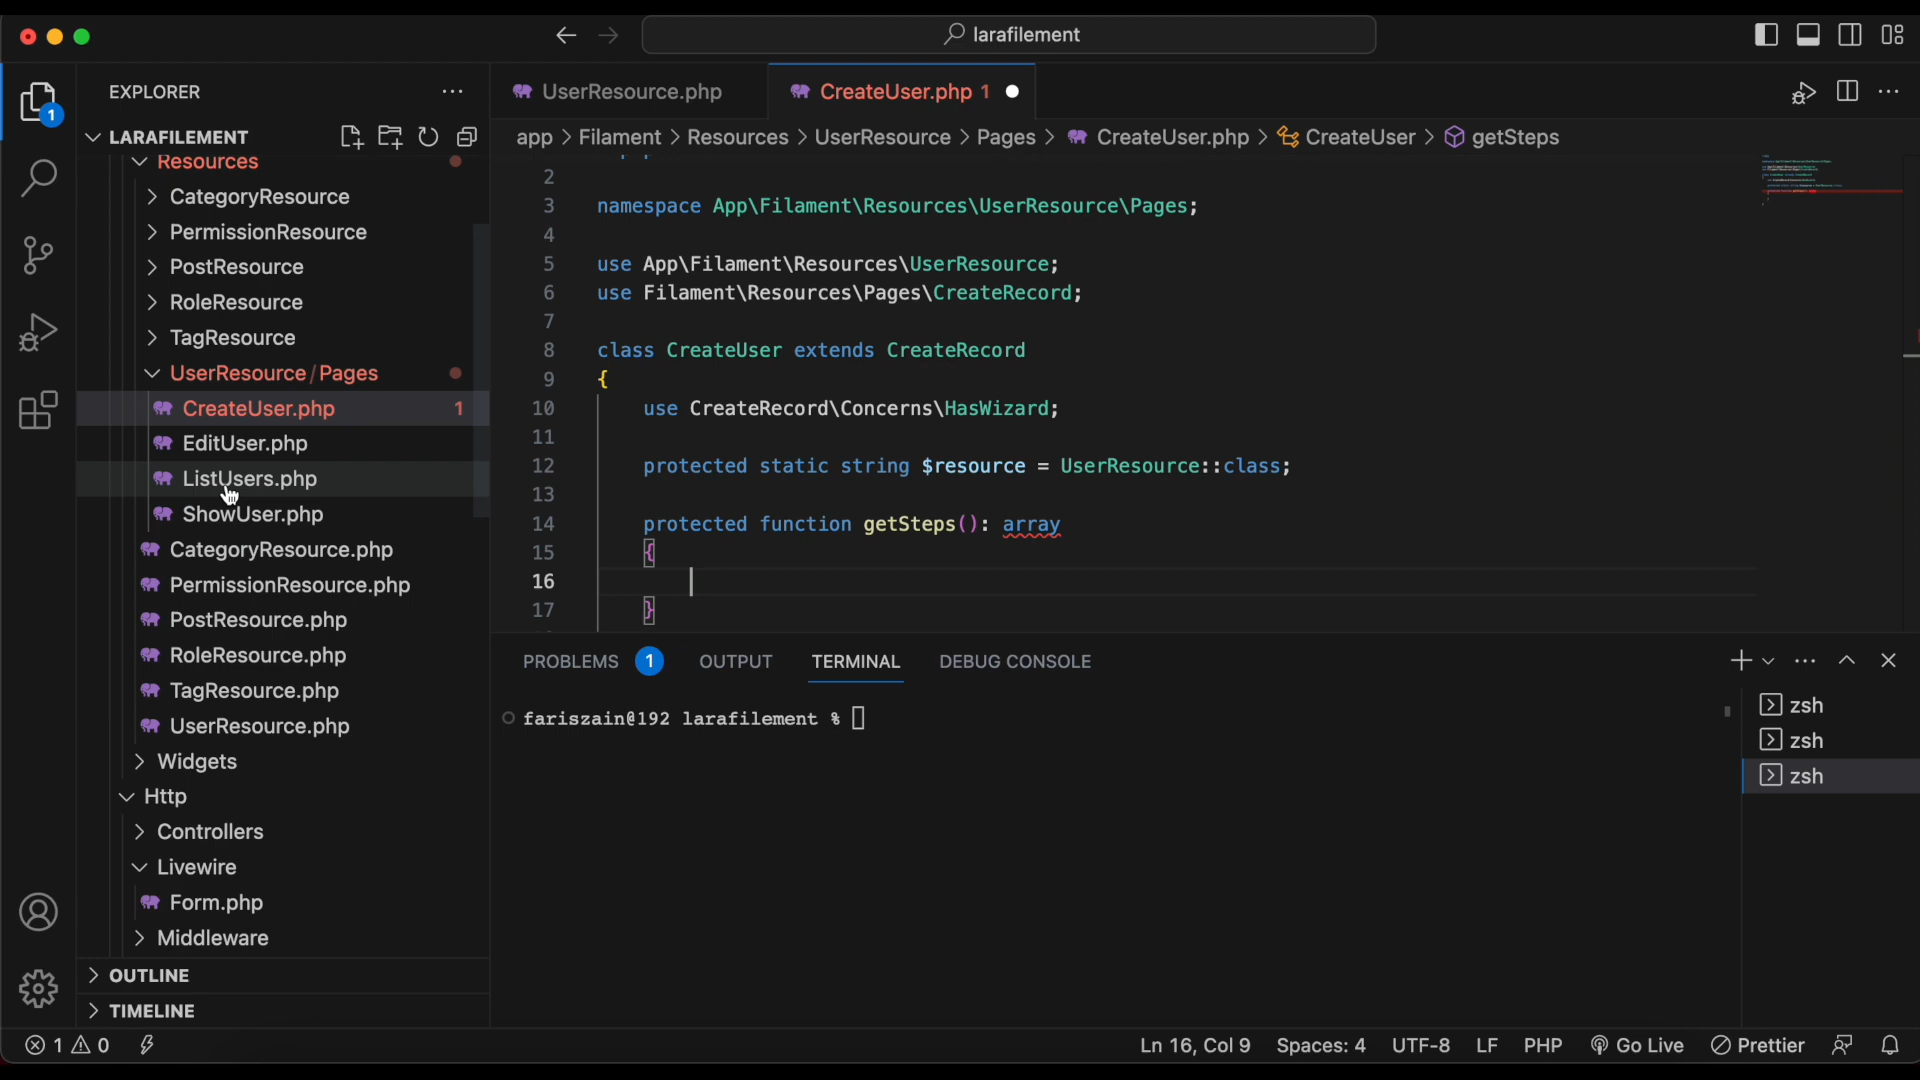 larafilement
EXPLORER
LARAFILEMENT
Resources
CategoryResource
PermissionResource
PostResource
RoleResource
TagResource
UserResource/Pages
CreateUser.php 1
EditUser.php
ListUsers.php
ShowUser.php
CategoryResource.php
PermissionResource.php
PostResource.php
RoleResource.php
TagResource.php
UserResource.php
Widgets
Http
Controllers
Livewire
Form.php
Middleware
OUTLINE
TIMELINE
1
UserResource.php
CreateUser.php 1
app > Filament > Resources > UserResource > Pages > CreateUser.php > CreateUser > getSteps
2
3 namespace App\Filament\Resources\UserResource\Pages;
4
5 use App\Filament\Resources\UserResource;
6 use Filament\Resources\Pages\CreateRecord;
7
8 class CreateUser extends CreateRecord
9 {
10 use CreateRecord\Concerns\HasWizard;
11
12 protected static string $resource = UserResource::class;
13
14 protected function getSteps(): array
15 {
16
17 }
PROBLEMS 1 OUTPUT TERMINAL DEBUG CONSOLE
fariszain@192 larafilement %
zsh
zsh
zsh
1 0
Ln 16, Col 9 Spaces: 4 UTF-8 LF PHP Go Live Prettier